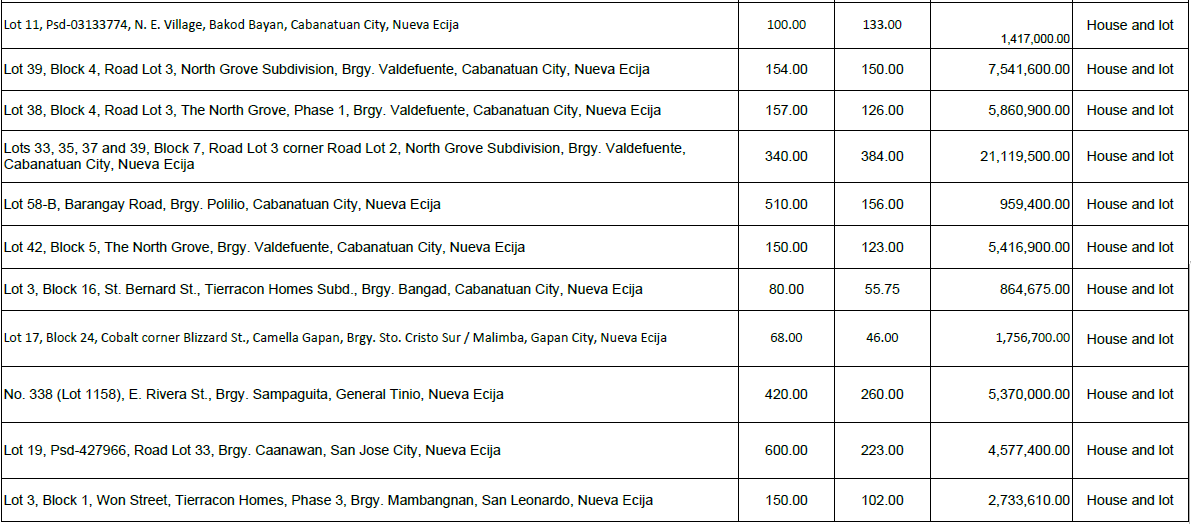 Lot 11, Psd-03133774, N. E. Village, Bakod Bayan, Cabanatuan City, Nueva Ecija 100.00 133.00 1,417,000.00 House and lot
Lot 39, Block 4, Road Lot 3, North Grove Subdivision, Brgy. Valdefuente, Cabanatuan City, Nueva Ecija 154.00 150.00 7,541,600.00 House and lot
Lot 38, Block 4, Road Lot 3, The North Grove, Phase 1, Brgy. Valdefuente, Cabanatuan City, Nueva Ecija 157.00 126.00 5,860,900.00 House and lot
Lots 33, 35, 37 and 39, Block 7, Road Lot 3 corner Road Lot 2, North Grove Subdivision, Brgy. Valdefuente,
Cabanatuan City, Nueva Ecija 340.00 384.00 21,119,500.00 House and lot
Lot 58-B, Barangay Road, Brgy. Polilio, Cabanatuan City, Nueva Ecija 510.00 156.00 959,400.00 House and lot
Lot 42, Block 5, The North Grove, Brgy. Valdefuente, Cabanatuan City, Nueva Ecija 150.00 123.00 5,416,900.00 House and lot
Lot 3, Block 16, St. Bernard St., Tierracon Homes Subd., Brgy. Bangad, Cabanatuan City, Nueva Ecija 80.00 55.75 864,675.00 House and lot
Lot 17, Block 24, Cobalt corner Blizzard St., Camella Gapan, Brgy. Sto. Cristo Sur / Malimba, Gapan City, Nueva Ecija 68.00 46.00 1,756,700.00 House and lot
No. 338 (Lot 1158), E. Rivera St., Brgy. Sampaguita, General Tinio, Nueva Ecija 420.00 260.00 5,370,000.00 House and lot
Lot 19, Psd-427966, Road Lot 33, Brgy. Caanawan, San Jose City, Nueva Ecija 600.00 223.00 4,577,400.00 House and lot
Lot 3, Block 1, Won Street, Tierracon Homes, Phase 3, Brgy. Mambangnan, San Leonardo, Nueva Ecija 150.00 102.00 2,733,610.00 House and lot